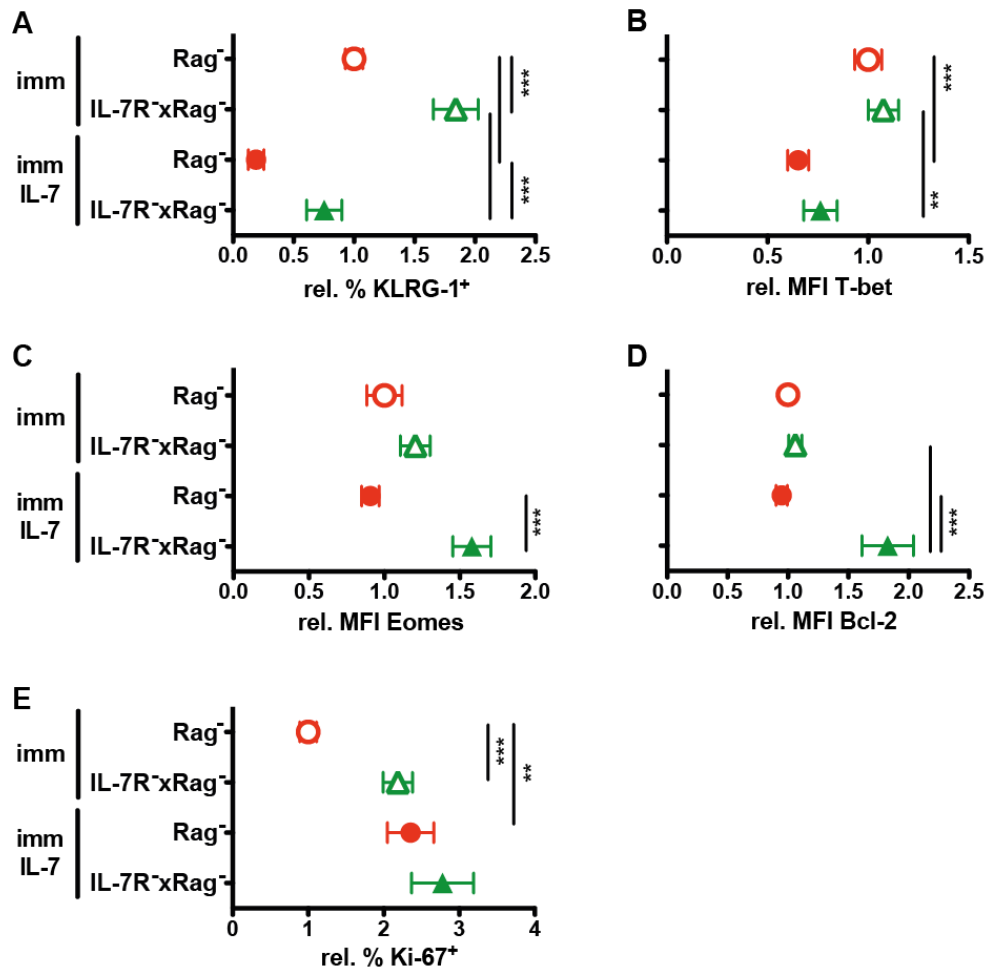 A
imm
Rag⁻
IL-7R⁻xRag⁻
imm
IL-7
Rag⁻
IL-7R⁻xRag⁻
***
***
0.0 0.5 1.0 1.5 2.0 2.5
rel. % KLRG-1⁺
B
***
**
0.5 1.0 1.5
rel. MFI T-bet
C
imm
Rag⁻
IL-7R⁻xRag⁻
imm
IL-7
Rag⁻
IL-7R⁻xRag⁻
***
0.0 0.5 1.0 1.5 2.0
rel. MFI Eomes
D
***
0.0 0.5 1.0 1.5 2.0 2.5
rel. MFI Bcl-2
E
imm
Rag⁻
IL-7R⁻xRag⁻
imm
IL-7
Rag⁻
IL-7R⁻xRag⁻
***
**
0 1 2 3 4
rel. % Ki-67⁺